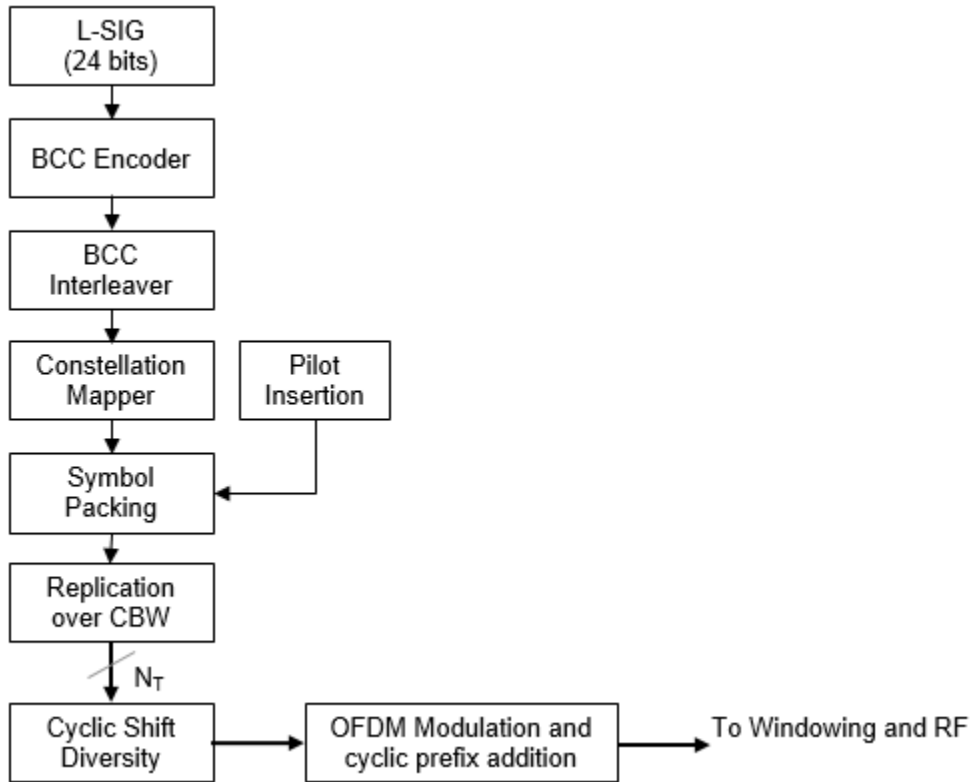 L-SIG
(24 bits)
BCC Encoder
BCC
Interleaver
Constellation
Mapper
Pilot
Insertion
Symbol
Packing
Replication
over CBW
N_T
Cyclic Shift
Diversity
OFDM Modulation and
cyclic prefix addition
To Windowing and RF